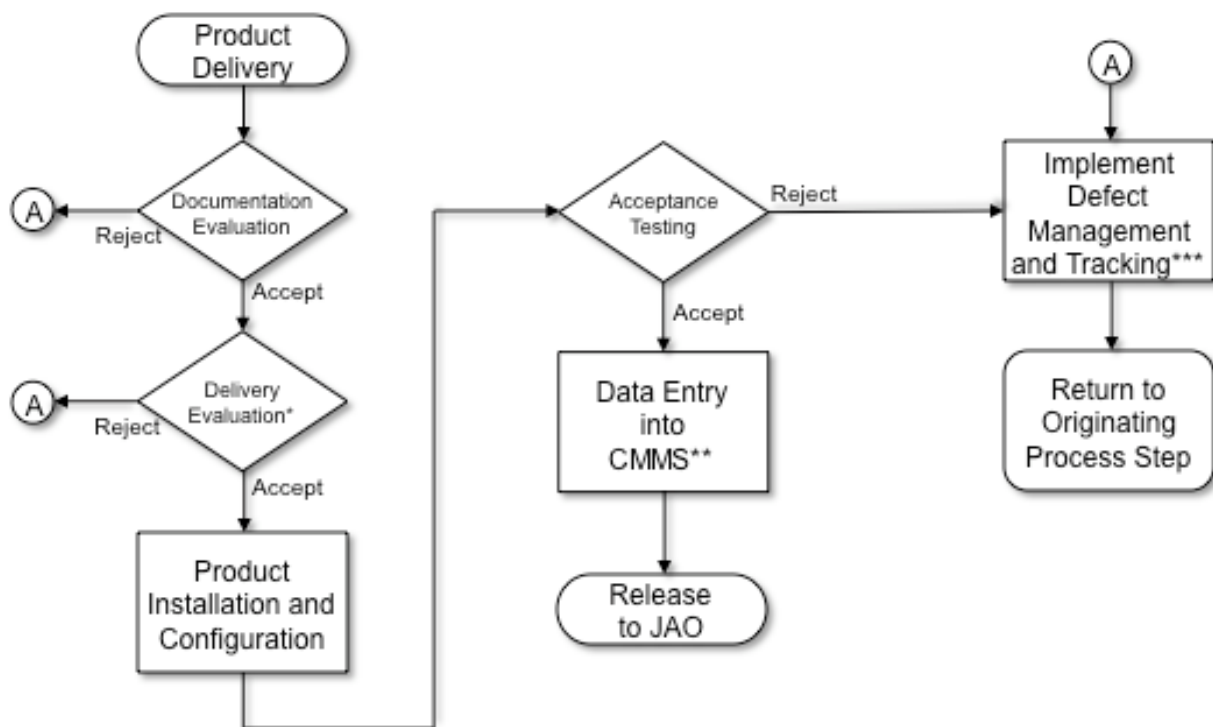 Product
Delivery
Documentation
Evaluation
A
Reject
Accept
Delivery
Evaluation*
A
Reject
Accept
Product
Installation and
Configuration
Acceptance
Testing
Reject
Accept
Data Entry
into
CMMS**
Release
to JAO
A
Implement
Defect
Management
and Tracking***
Return to
Originating
Process Step